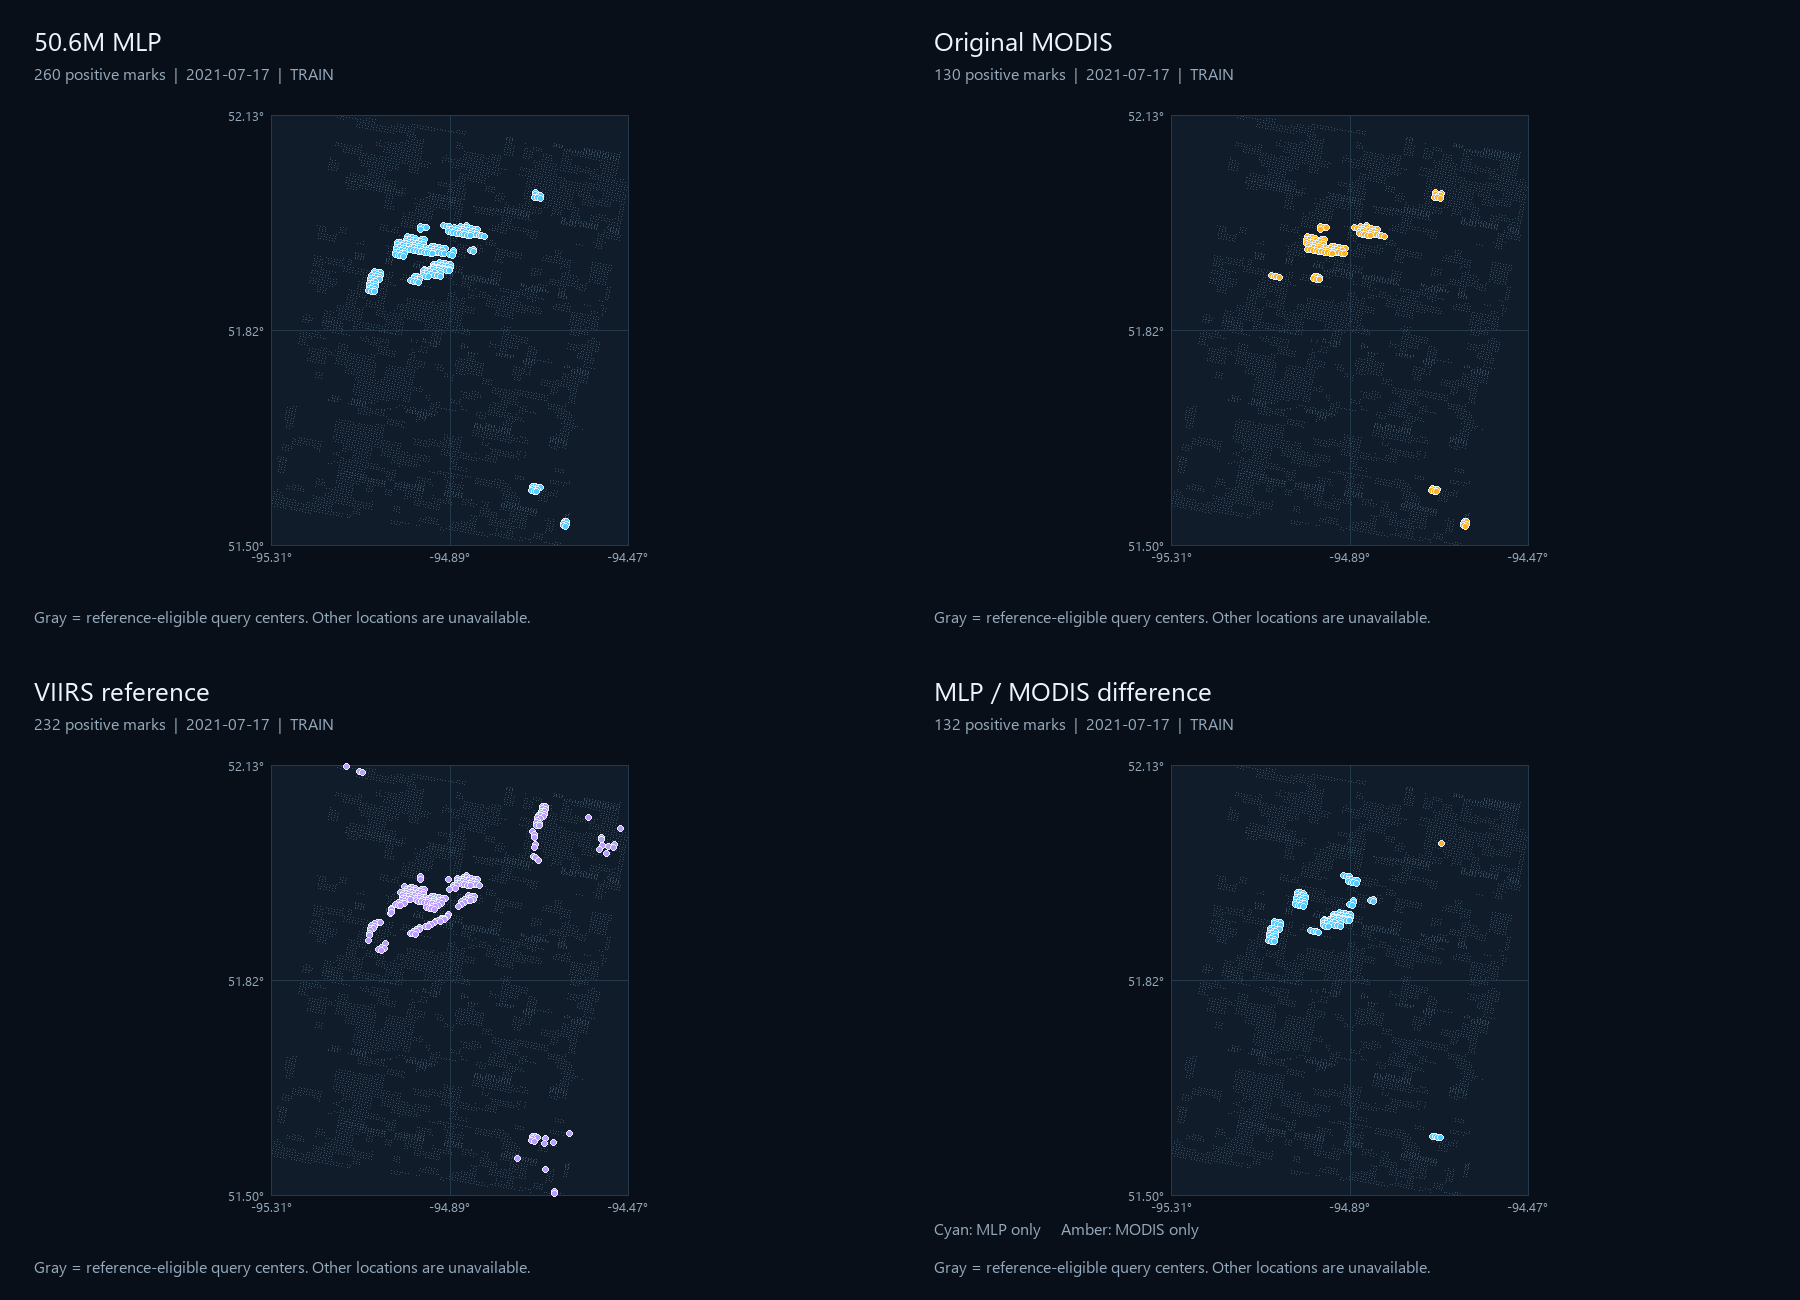 50.6M MLP
260 positive marks | 2021-07-17 | TRAIN
52.13°
51.82°
51.50°
-95.31°
-94.89°
-94.47°
Gray = reference-eligible query centers. Other locations are unavailable.
Original MODIS
130 positive marks | 2021-07-17 | TRAIN
52.13°
51.82°
51.50°
-95.31°
-94.89°
-94.47°
Gray = reference-eligible query centers. Other locations are unavailable.
VIIRS reference
232 positive marks | 2021-07-17 | TRAIN
52.13°
51.82°
51.50°
-95.31°
-94.89°
-94.47°
Gray = reference-eligible query centers. Other locations are unavailable.
MLP / MODIS difference
132 positive marks | 2021-07-17 | TRAIN
52.13°
51.82°
51.50°
-95.31°
-94.89°
-94.47°
Cyan: MLP only Amber: MODIS only
Gray = reference-eligible query centers. Other locations are unavailable.